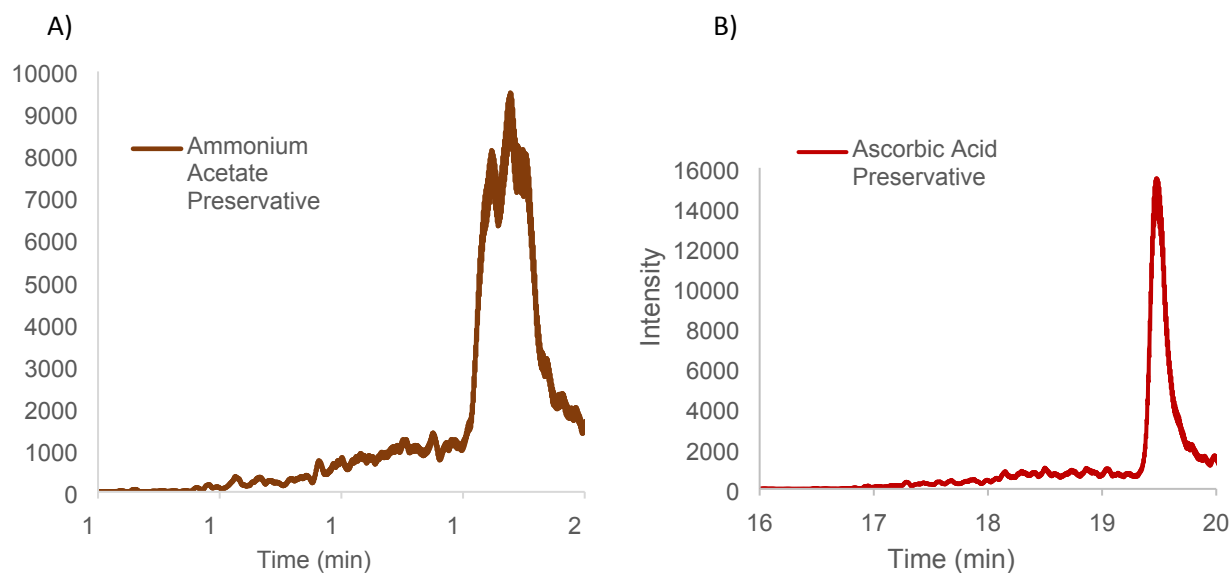 A)
10000
9000
8000
7000
6000
5000
4000
3000
2000
1000
0
Ammonium
Acetate
Preservative
1 1 1 1 2
Time (min)
B)
Ascorbic Acid
Preservative
16000
14000
12000
10000
8000
6000
4000
2000
0
Intensity
16 17 18 19 20
Time (min)